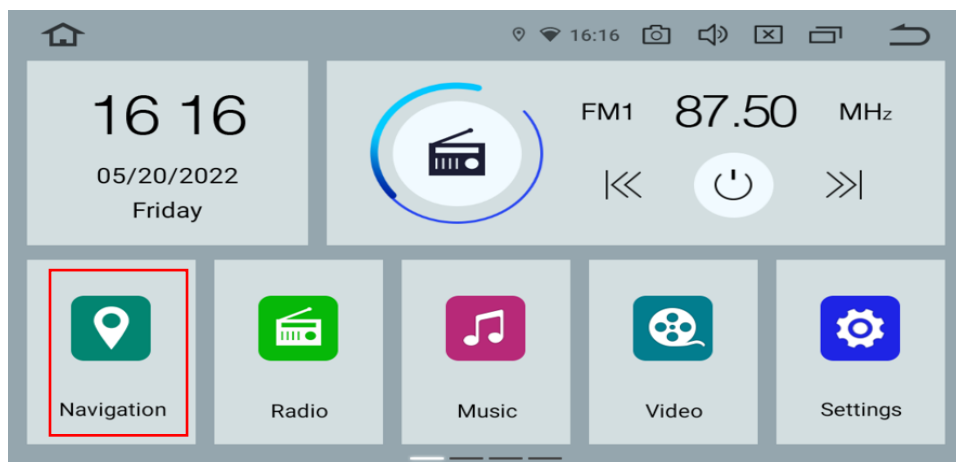 16:16
16 16
05/20/2022
Friday
FM1 87.50 MHz
Navigation Radio Music Video Settings